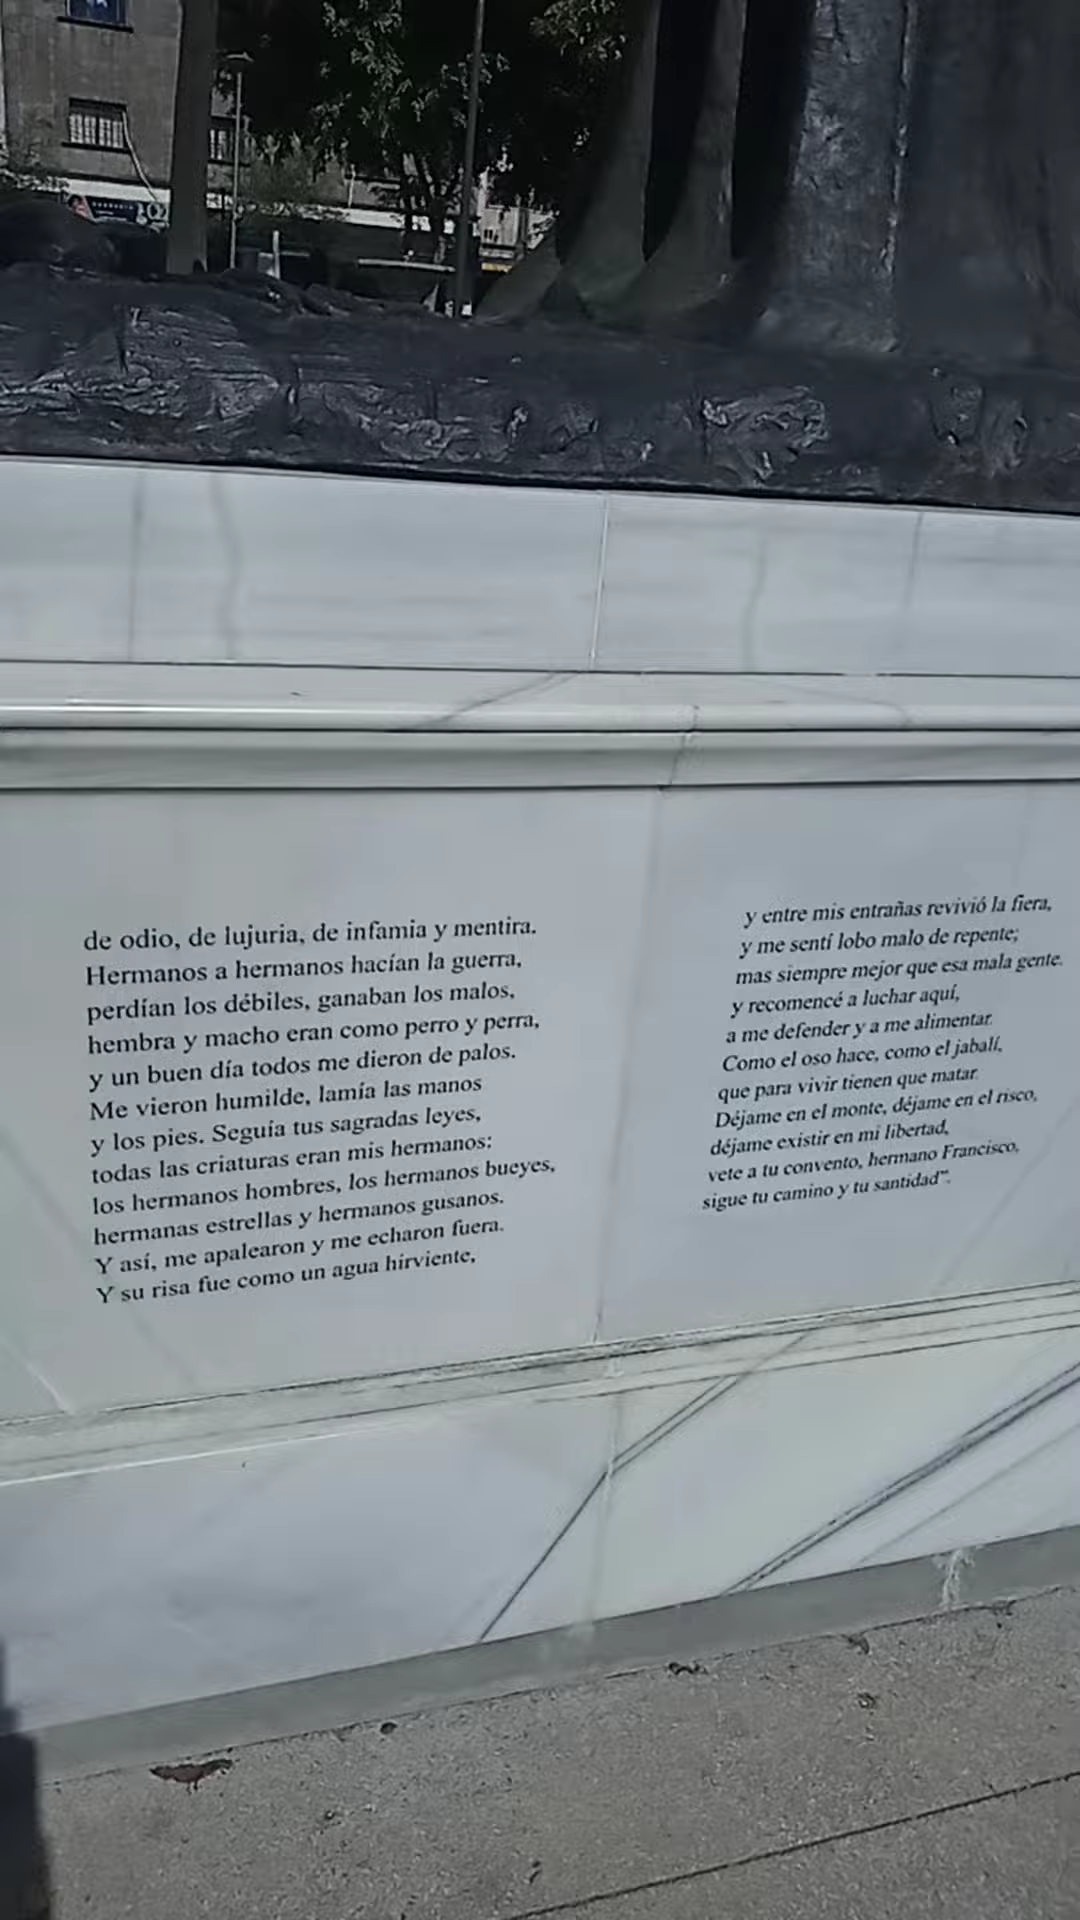 de odio, de lujuria, de infamia y mentira.
Hermanos a hermanos hacían la guerra,
perdían los débiles, ganaban los malos,
hembra y macho eran como perro y perra,
y un buen día todos me dieron de palos.
Me vieron humilde, lamía las manos
y los pies. Seguía tus sagradas leyes,
todas las criaturas eran mis hermanos:
los hermanos hombres, los hermanos bueyes,
hermanas estrellas y hermanos gusanos.
Y así, me apalearon y me echaron fuera.
Y su risa fue como un agua hirviente,
y entre mis entrañas revivió la fiera,
y me sentí lobo malo de repente;
mas siempre mejor que esa mala gente.
y recomencé a luchar aquí,
a me defender y a me alimentar.
Como el oso hace, como el jabalí,
que para vivir tienen que matar.
Déjame en el monte, déjame en el risco,
déjame existir en mi libertad,
vete a tu convento, hermano Francisco,
sigue tu camino y tu santidad”.